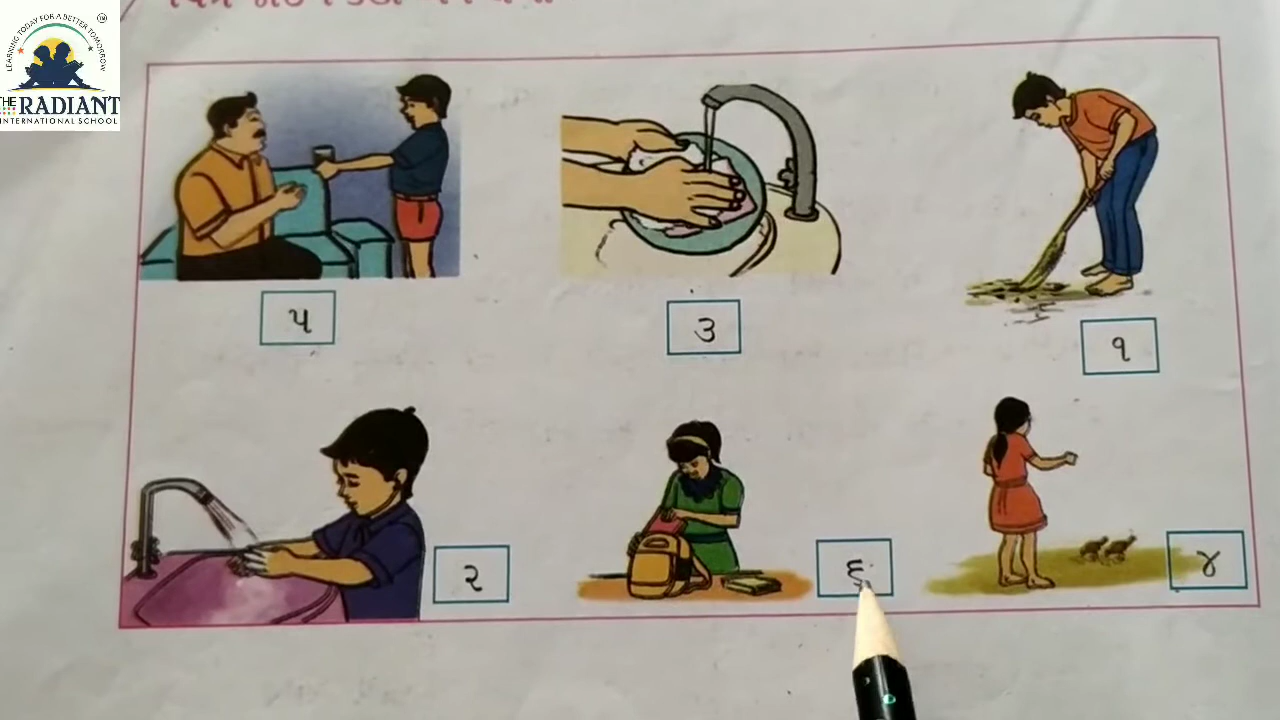 LEARNING TODAY FOR A BETTER TOMORROW
THE RADIANT
INTERNATIONAL SCHOOL
૫
૩
૧
૨
૬
૪